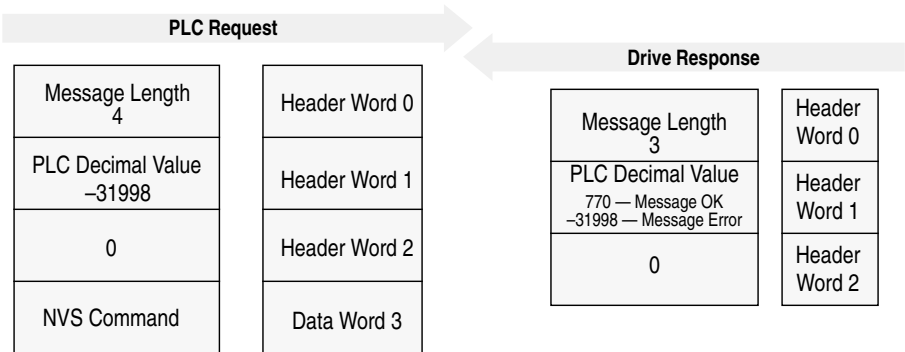 PLC Request
Message Length
4
Header Word 0
PLC Decimal Value
–31998
Header Word 1
0
Header Word 2
NVS Command
Data Word 3
Drive Response
Message Length
3
Header
Word 0
PLC Decimal Value
770 — Message OK
–31998 — Message Error
Header
Word 1
0
Header
Word 2